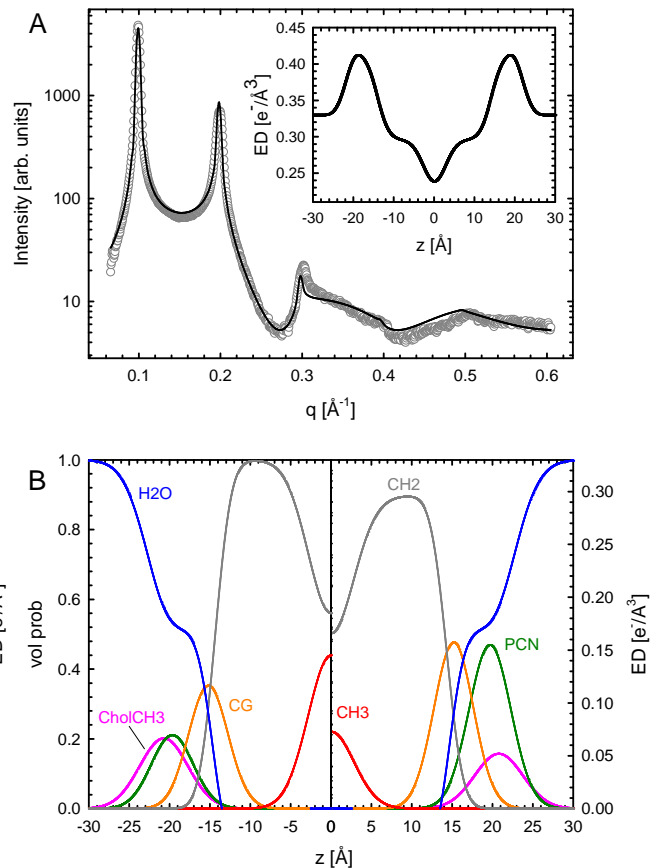 A
Intensity [arb. units]
1000
100
10
0.1 0.2 0.3 0.4 0.5 0.6
q [Å-1]
ED [e-/Å3]
0.45
0.40
0.35
0.30
0.25
-30 -20 -10 0 10 20 30
z [Å]
B
vol prob
1.0
0.8
0.6
0.4
0.2
0.0
H2O
CholCH3
CG
CH3
CH2
PCN
0.30
0.25
0.20
0.15
0.10
0.05
0.00
ED [e-/Å3]
-30 -25 -20 -15 -10 -5 0 5 10 15 20 25 30
z [Å]